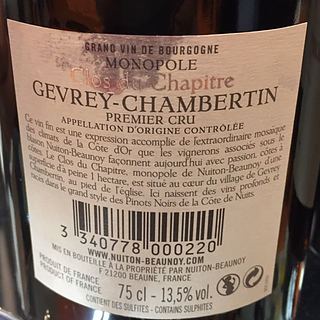 GRAND VIN DE BOURGOGNE
MONOPOLE
Clos du Chapitre
GEVREY-CHAMBERTIN
PREMIER CRU
APPELLATION D'ORIGINE CONTRÔLÉE
Ce vin fin est une expression accomplie de l'extraordinaire mosaïque
des climats de la Côte d'Or que les vignerons associés sous le
Maison Nuiton-Beaunoy façonnent aujourd'hui avec passion, côtes à
côtes. Le Clos du Chapitre, monopole de Nuiton-Beaunoy d'une
superficie d'à peine 1 hectare, est situé au cœur du village de Gevrey
Chambertin, au pied de l'église. Ici naissent des vins profonds et
racés dans le grand style des Pinots Noirs de la Côte de Nuits.
3 340778 000220
WWW.NUITON-BEAUNOY.COM
MIS EN BOUTEILLE À LA PROPRIÉTÉ PAR NUITON-BEAUNOY
F 21200 BEAUNE, FRANCE.
PRODUIT DE FRANCE
PRODUCT OF FRANCE
75 cl - 13,5% vol.
CONTIENT DES SULFITES - CONTAINS SULPHITES